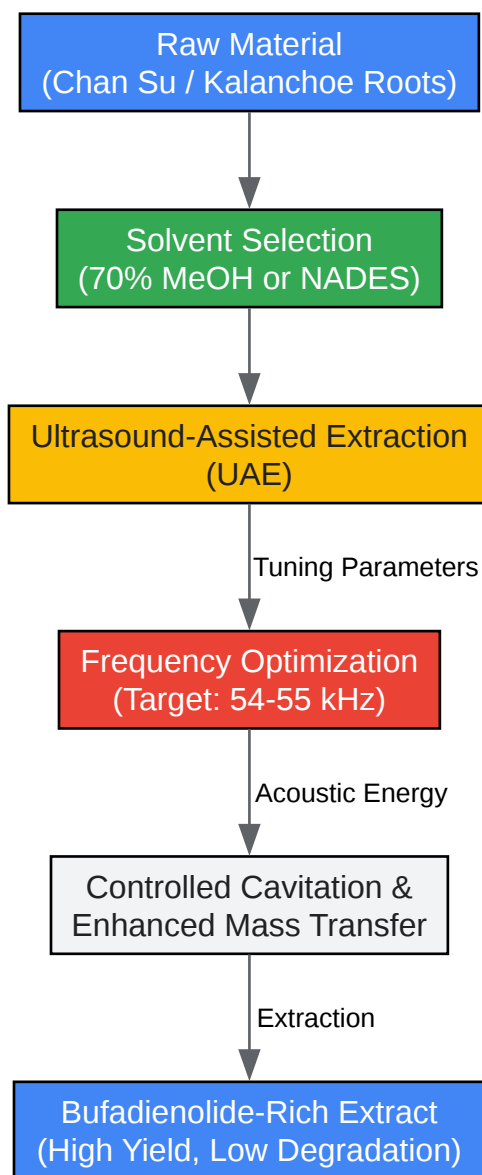 Raw Material
(Chan Su / Kalanchoe Roots)
Solvent Selection
(70% MeOH or NADES)
Ultrasound-Assisted Extraction
(UAE)
Tuning Parameters
Frequency Optimization
(Target: 54-55 kHz)
Acoustic Energy
Controlled Cavitation &
Enhanced Mass Transfer
Extraction
Bufadienolide-Rich Extract
(High Yield, Low Degradation)